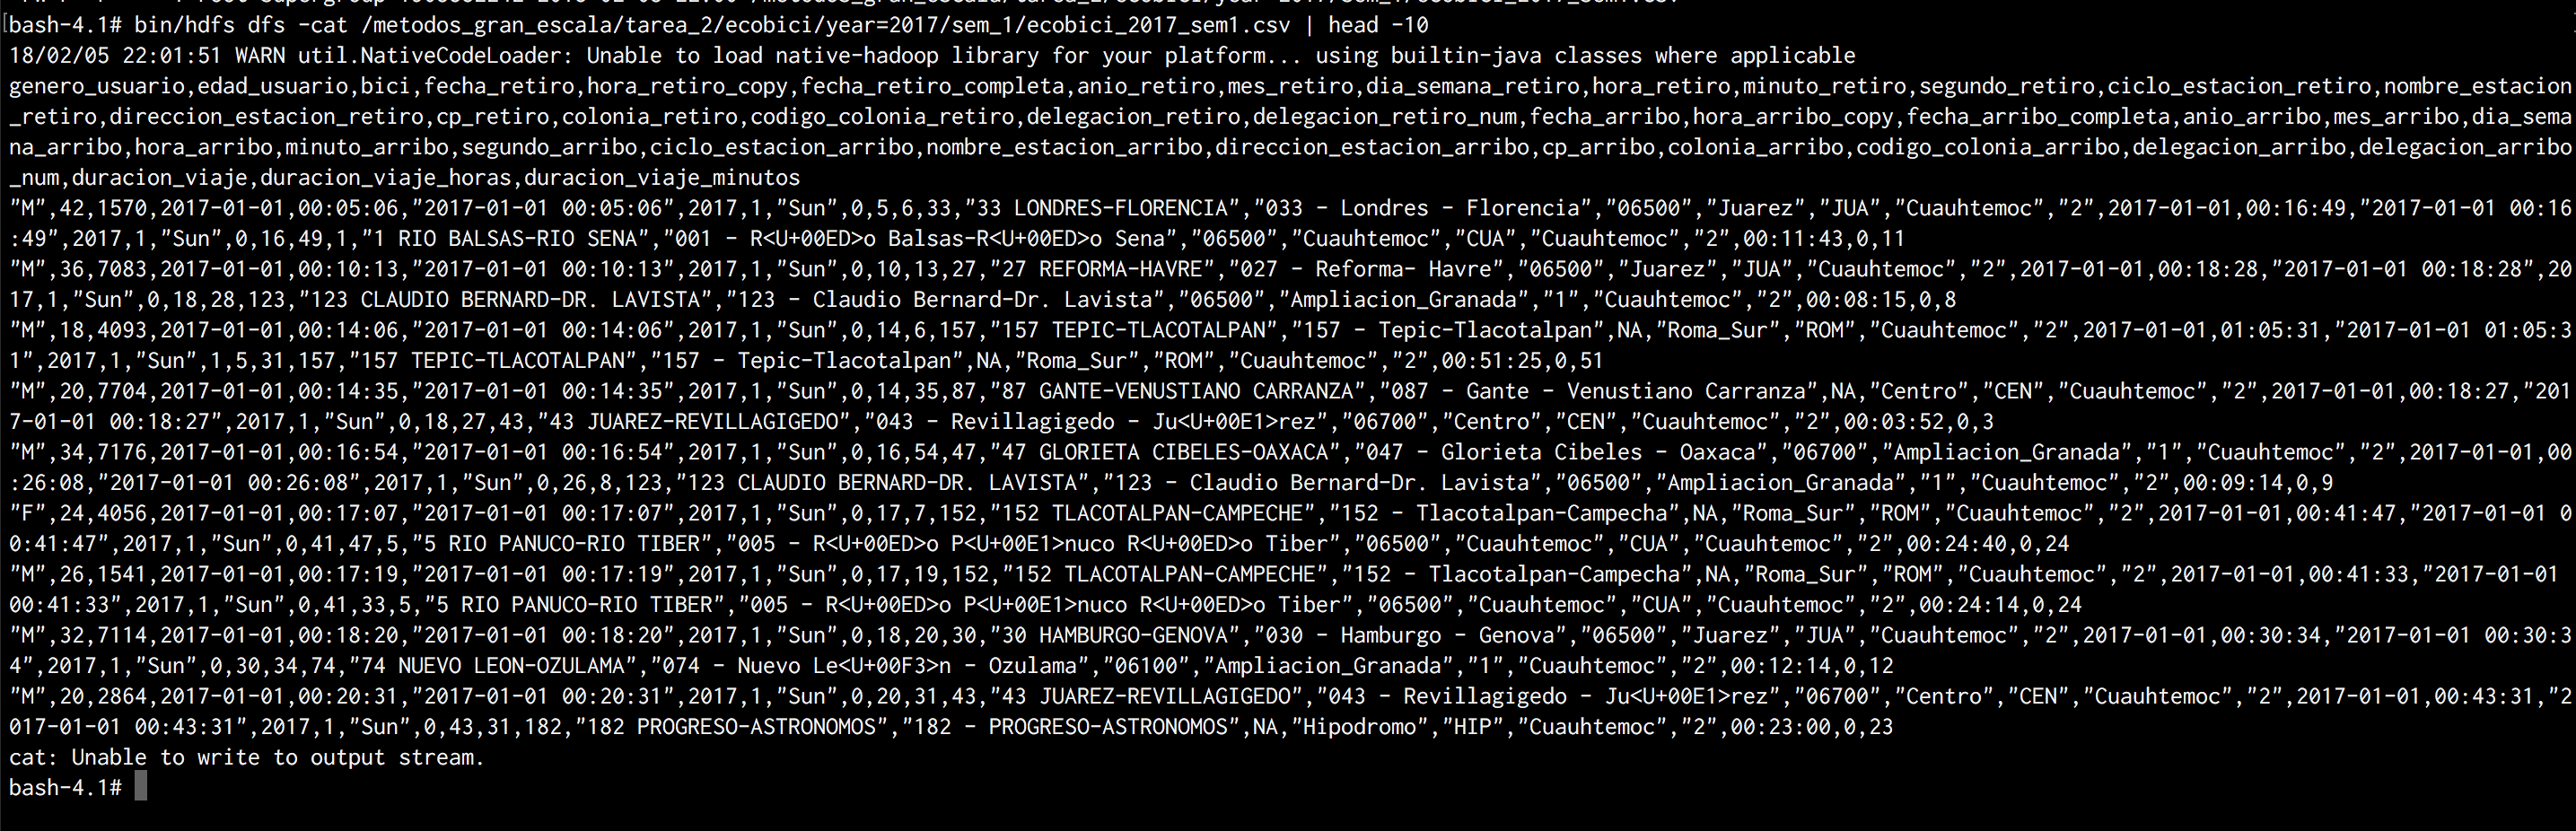 [bash-4.1# bin/hdfs dfs -cat /metodos_gran_escala/tarea_2/ecobici/year=2017/sem_1/ecobici_2017_sem1.csv | head -10
18/02/05 22:01:51 WARN util.NativeCodeLoader: Unable to load native-hadoop library for your platform... using builtin-java classes where applicable
genero_usuario,edad_usuario,bici,fecha_retiro,hora_retiro_copy,fecha_retiro_completa,anio_retiro,mes_retiro,dia_semana_retiro,hora_retiro,minuto_retiro,segundo_retiro,ciclo_estacion_retiro,nombre_estacion
_retiro,direccion_estacion_retiro,cp_retiro,colonia_retiro,codigo_colonia_retiro,delegacion_retiro,delegacion_retiro_num,fecha_arribo,hora_arribo_copy,fecha_arribo_completa,anio_arribo,mes_arribo,dia_sema
na_arribo,hora_arribo,minuto_arribo,segundo_arribo,ciclo_estacion_arribo,nombre_estacion_arribo,direccion_estacion_arribo,cp_arribo,colonia_arribo,codigo_colonia_arribo,delegacion_arribo,delegacion_arribo
_num,duracion_viaje,duracion_viaje_horas,duracion_viaje_minutos
"M",42,1570,2017-01-01,00:05:06,"2017-01-01 00:05:06",2017,1,"Sun",0,5,6,33,"33 LONDRES-FLORENCIA","033 - Londres - Florencia","06500","Juarez","JUA","Cuauhtemoc","2",2017-01-01,00:16:49,"2017-01-01 00:16
:49",2017,1,"Sun",0,16,49,1,"1 RIO BALSAS-RIO SENA","001 - R<U+00ED>o Balsas-R<U+00ED>o Sena","06500","Cuauhtemoc","CUA","Cuauhtemoc","2",00:11:43,0,11
"M",36,7083,2017-01-01,00:10:13,"2017-01-01 00:10:13",2017,1,"Sun",0,10,13,27,"27 REFORMA-HAVRE","027 - Reforma- Havre","06500","Juarez","JUA","Cuauhtemoc","2",2017-01-01,00:18:28,"2017-01-01 00:18:28",20
17,1,"Sun",0,18,28,123,"123 CLAUDIO BERNARD-DR. LAVISTA","123 - Claudio Bernard-Dr. Lavista","06500","Ampliacion_Granada","1","Cuauhtemoc","2",00:08:15,0,8
"M",18,4093,2017-01-01,00:14:06,"2017-01-01 00:14:06",2017,1,"Sun",0,14,6,157,"157 TEPIC-TLACOTALPAN","157 - Tepic-Tlacotalpan",NA,"Roma_Sur","ROM","Cuauhtemoc","2",2017-01-01,01:05:31,"2017-01-01 01:05:3
1",2017,1,"Sun",1,5,31,157,"157 TEPIC-TLACOTALPAN","157 - Tepic-Tlacotalpan",NA,"Roma_Sur","ROM","Cuauhtemoc","2",00:51:25,0,51
"M",20,7704,2017-01-01,00:14:35,"2017-01-01 00:14:35",2017,1,"Sun",0,14,35,87,"87 GANTE-VENUSTIANO CARRANZA","087 - Gante - Venustiano Carranza",NA,"Centro","CEN","Cuauhtemoc","2",2017-01-01,00:18:27,"201
7-01-01 00:18:27",2017,1,"Sun",0,18,27,43,"43 JUAREZ-REVILLAGIGEDO","043 - Revillagigedo - Ju<U+00E1>rez","06700","Centro","CEN","Cuauhtemoc","2",00:03:52,0,3
"M",34,7176,2017-01-01,00:16:54,"2017-01-01 00:16:54",2017,1,"Sun",0,16,54,47,"47 GLORIETA CIBELES-OAXACA","047 - Glorieta Cibeles - Oaxaca","06700","Ampliacion_Granada","1","Cuauhtemoc","2",2017-01-01,00
:26:08,"2017-01-01 00:26:08",2017,1,"Sun",0,26,8,123,"123 CLAUDIO BERNARD-DR. LAVISTA","123 - Claudio Bernard-Dr. Lavista","06500","Ampliacion_Granada","1","Cuauhtemoc","2",00:09:14,0,9
"F",24,4056,2017-01-01,00:17:07,"2017-01-01 00:17:07",2017,1,"Sun",0,17,7,152,"152 TLACOTALPAN-CAMPECHE","152 - Tlacotalpan-Campecha",NA,"Roma_Sur","ROM","Cuauhtemoc","2",2017-01-01,00:41:47,"2017-01-01 0
0:41:47",2017,1,"Sun",0,41,47,5,"5 RIO PANUCO-RIO TIBER","005 - R<U+00ED>o P<U+00E1>nuco R<U+00ED>o Tiber","06500","Cuauhtemoc","CUA","Cuauhtemoc","2",00:24:40,0,24
"M",26,1541,2017-01-01,00:17:19,"2017-01-01 00:17:19",2017,1,"Sun",0,17,19,152,"152 TLACOTALPAN-CAMPECHE","152 - Tlacotalpan-Campecha",NA,"Roma_Sur","ROM","Cuauhtemoc","2",2017-01-01,00:41:33,"2017-01-01
00:41:33",2017,1,"Sun",0,41,33,5,"5 RIO PANUCO-RIO TIBER","005 - R<U+00ED>o P<U+00E1>nuco R<U+00ED>o Tiber","06500","Cuauhtemoc","CUA","Cuauhtemoc","2",00:24:14,0,24
"M",32,7114,2017-01-01,00:18:20,"2017-01-01 00:18:20",2017,1,"Sun",0,18,20,30,"30 HAMBURGO-GENOVA","030 - Hamburgo - Genova","06500","Juarez","JUA","Cuauhtemoc","2",2017-01-01,00:30:34,"2017-01-01 00:30:3
4",2017,1,"Sun",0,30,34,74,"74 NUEVO LEON-OZULAMA","074 - Nuevo Le<U+00F3>n - Ozulama","06100","Ampliacion_Granada","1","Cuauhtemoc","2",00:12:14,0,12
"M",20,2864,2017-01-01,00:20:31,"2017-01-01 00:20:31",2017,1,"Sun",0,20,31,43,"43 JUAREZ-REVILLAGIGEDO","043 - Revillagigedo - Ju<U+00E1>rez","06700","Centro","CEN","Cuauhtemoc","2",2017-01-01,00:43:31,"2
017-01-01 00:43:31",2017,1,"Sun",0,43,31,182,"182 PROGRESO-ASTRONOMOS","182 - PROGRESO-ASTRONOMOS",NA,"Hipodromo","HIP","Cuauhtemoc","2",00:23:00,0,23
cat: Unable to write to output stream.
bash-4.1#